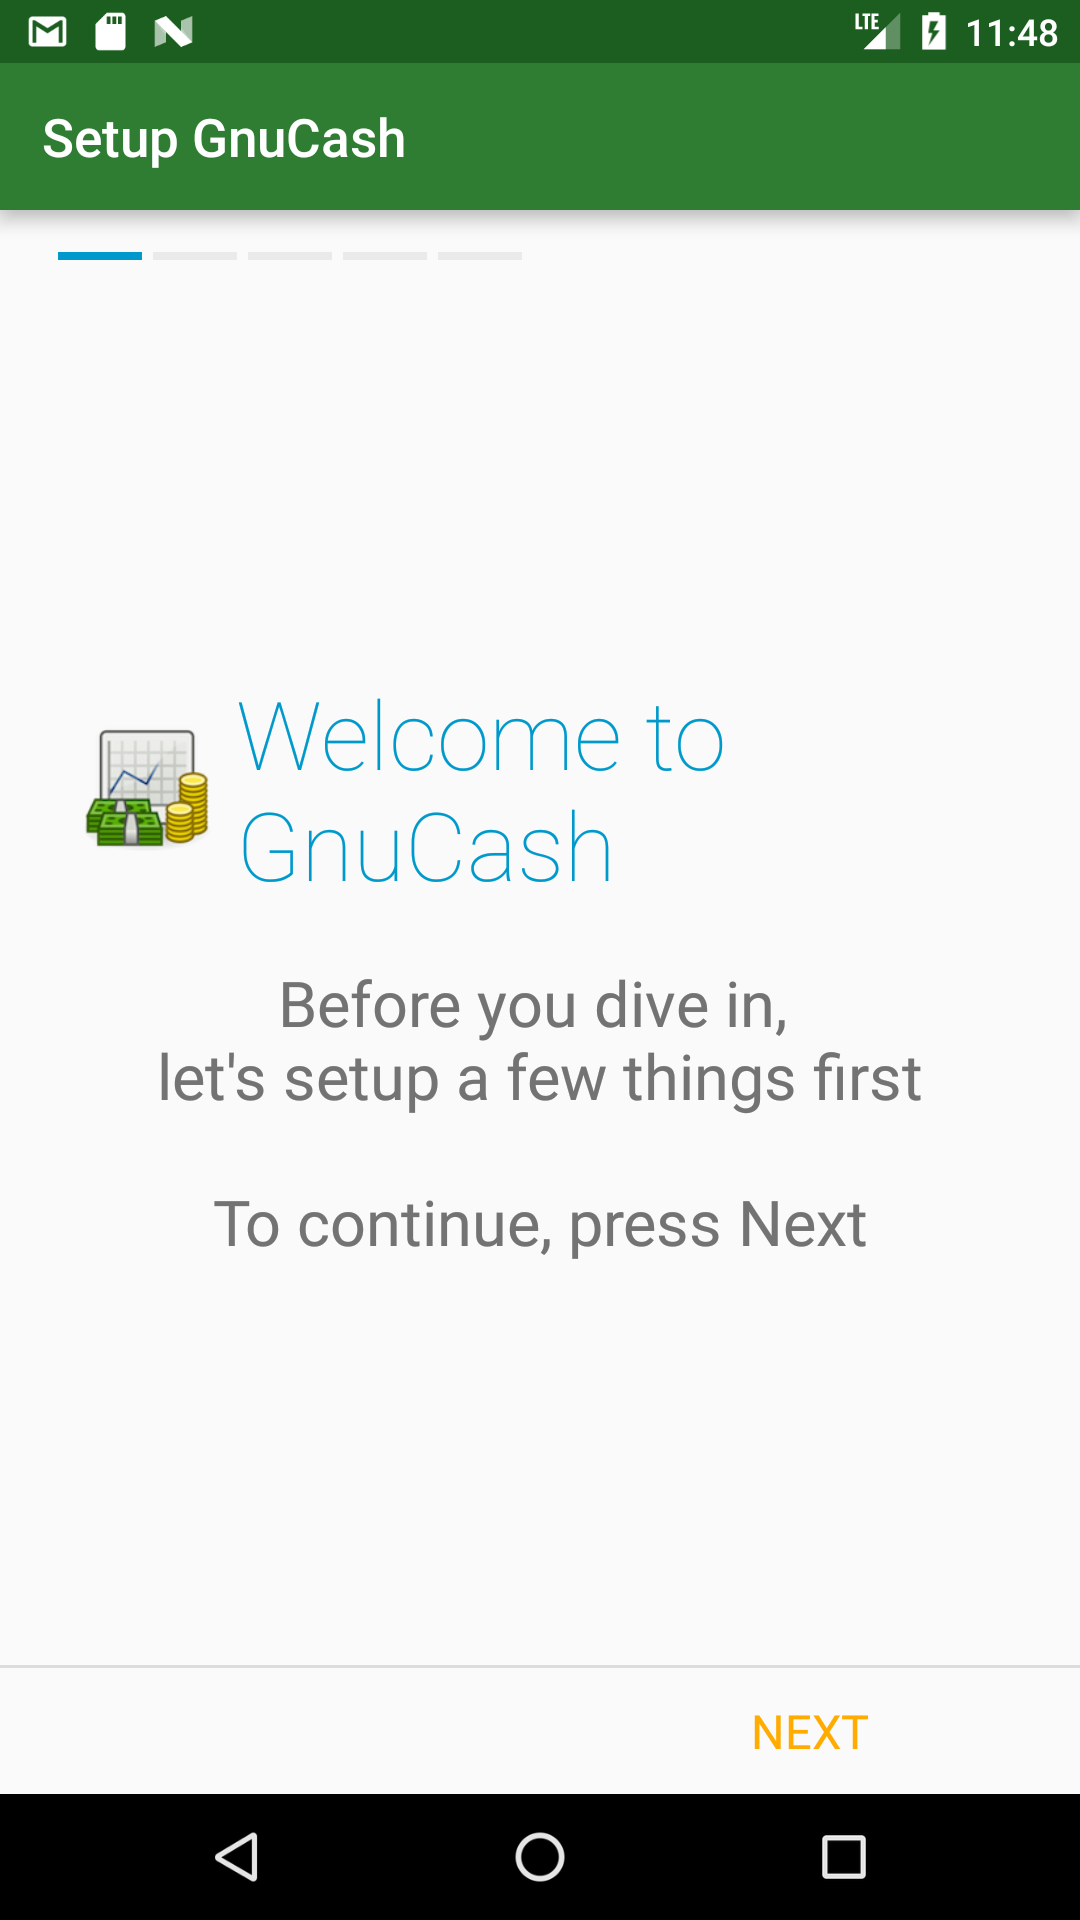 LTE 11:48
Setup GnuCash
Welcome to
GnuCash
Before you dive in,
let's setup a few things first
To continue, press Next
NEXT